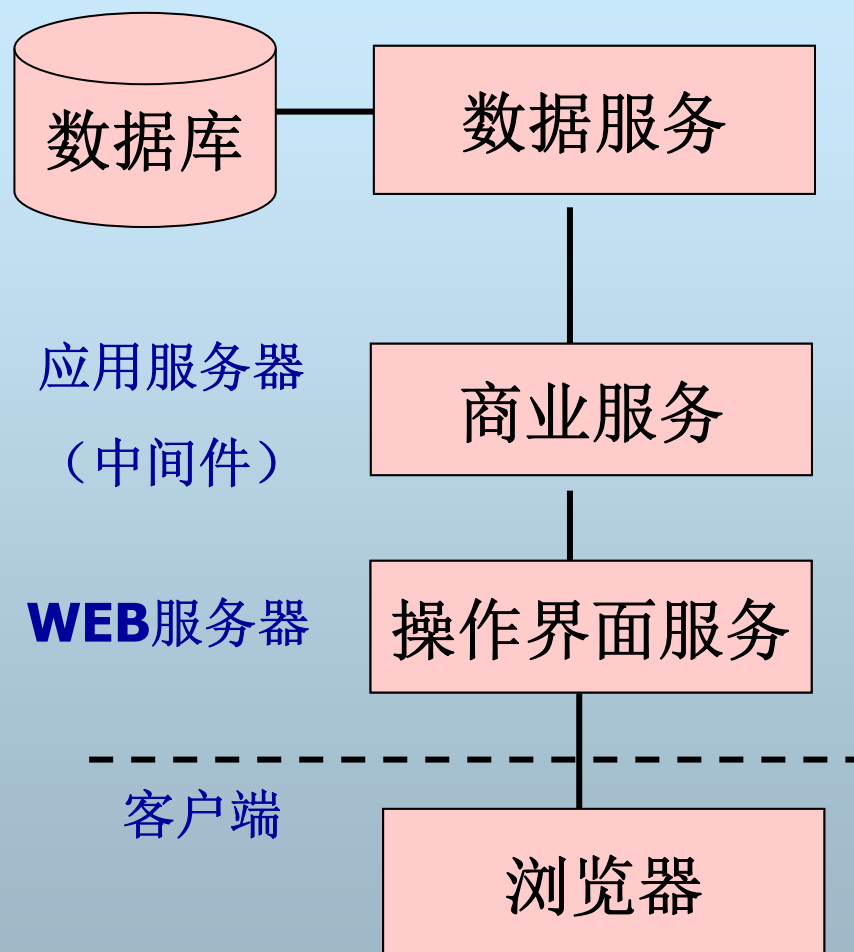 数据库
数据服务
应用服务器
（中间件）
商业服务
WEB服务器
操作界面服务
客户端
浏览器